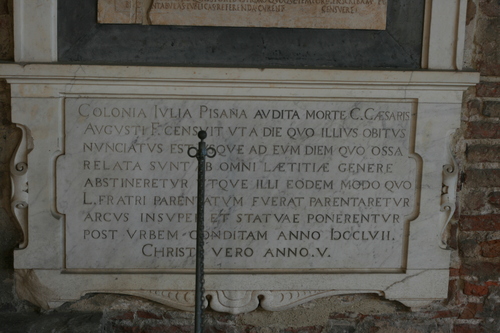 COLONIA IVLIA PISANA AVDITA MORTE C. CÆSARIS
AVGVSTI F. CENSVIT VT A DIE QVO ILLIVS OBITVS
NVNCIATVS EST VSQVE AD EVM DIEM QVO OSSA
RELATA SVNT AB OMNI LÆTITIÆ GENERE
ABSTINERETVR VTQVE ILLI EODEM MODO QVO
L. FRATRI PARENTATVM FVERAT PARENTARETVR
ARCVS INSVPER ET STATVAE PONERENTVR
POST VRBEM CONDITAM ANNO DCCLVII.
CHRISTI VERO ANNO. V.